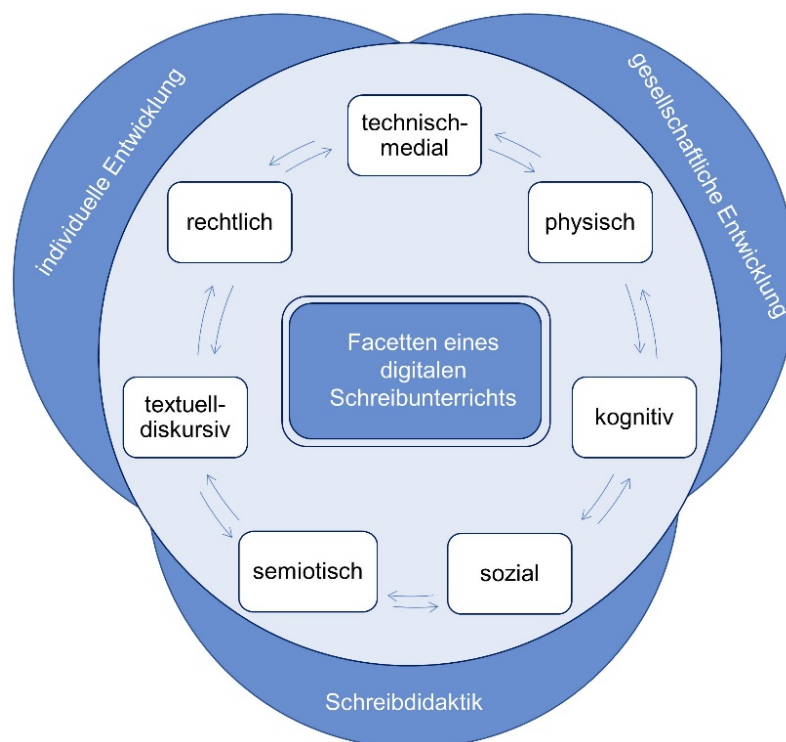 individuelle Entwicklung
gesellschaftliche Entwicklung
technisch-
medial
rechtlich
physisch
Facetten eines
digitalen
Schreibunterrichts
textuell-
diskursiv
kognitiv
semiotisch
sozial
Schreibdidaktik